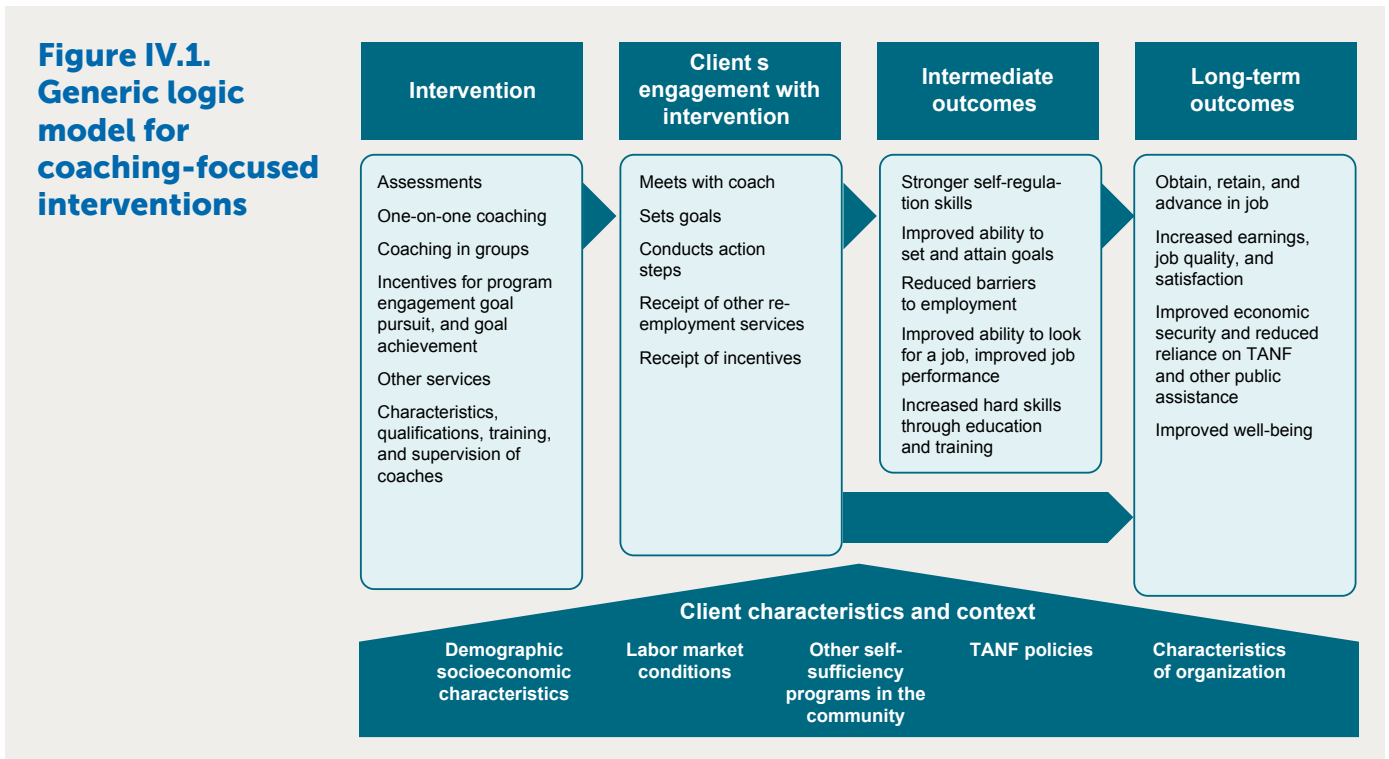 Figure IV.1.
Generic logic
model for
coaching-focused
interventions
Intervention
Client s
engagement with
intervention
Intermediate
outcomes
Long-term
outcomes
Assessments
One-on-one coaching
Coaching in groups
Incentives for program
engagement goal
pursuit, and goal
achievement
Other services
Characteristics,
qualifications, training,
and supervision of
coaches
Meets with coach
Sets goals
Conducts action
steps
Receipt of other re-
employment services
Receipt of incentives
Stronger self-regula-
tion skills
Improved ability to
set and attain goals
Reduced barriers
to employment
Improved ability to look
for a job, improved job
performance
Increased hard skills
through education
and training
Obtain, retain, and
advance in job
Increased earnings,
job quality, and
satisfaction
Improved economic
security and reduced
reliance on TANF
and other public
assistance
Improved well-being
Client characteristics and context
Demographic
socioeconomic
characteristics
Labor market
conditions
Other self-
sufficiency
programs in the
community
TANF policies
Characteristics
of organization